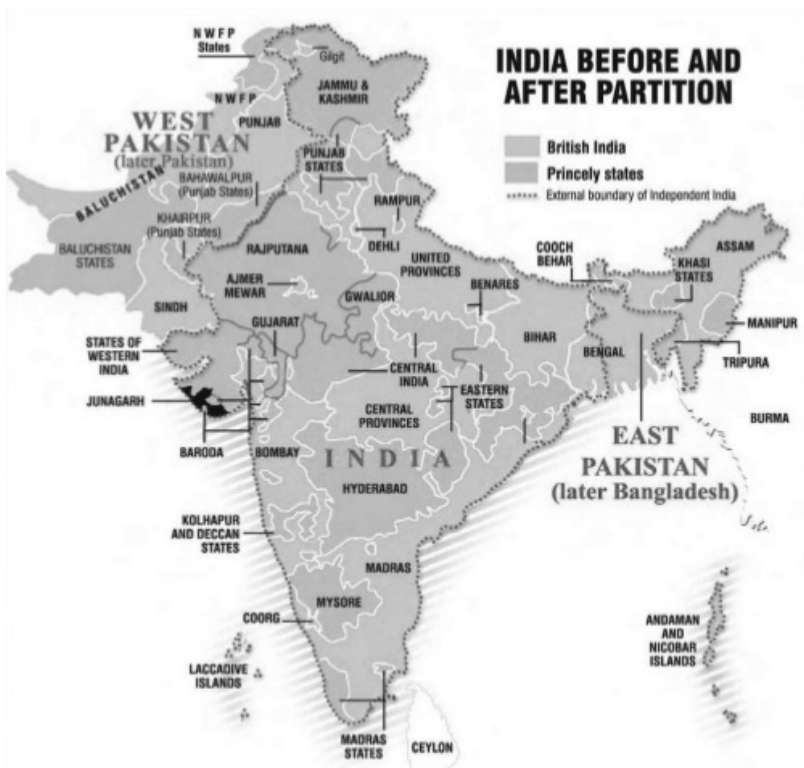 INDIA BEFORE AND
AFTER PARTITION
British India
Princely states
External boundary of Independent India
N W F P
States
Gilgit
JAMMU &
KASHMIR
N W F P
PUNJAB
WEST
PAKISTAN
(later Pakistan)
PUNJAB
STATES
BALUCHISTAN
BAHAWALPUR
(Punjab States)
KHAIRPUR
(Punjab States)
BALUCHISTAN
STATES
SINDH
RAMPUR
DEHLI
RAJPUTANA
UNITED
PROVINCES
COOCH
BEHAR
ASSAM
KHASI
STATES
AJMER
MEWAR
GWALIOR
BENARES
MANIPUR
GUJARAT
BIHAR
BENGAL
TRIPURA
STATES OF
WESTERN
INDIA
CENTRAL
INDIA
EASTERN
STATES
JUNAGARH
CENTRAL
PROVINCES
BURMA
BARODA
BOMBAY
INDIA
EAST
PAKISTAN
(later Bangladesh)
HYDERABAD
KOLHAPUR
AND DECCAN
STATES
MADRAS
MYSORE
COORG
ANDAMAN
AND
NICOBAR
ISLANDS
LACCADIVE
ISLANDS
MADRAS
STATES
CEYLON